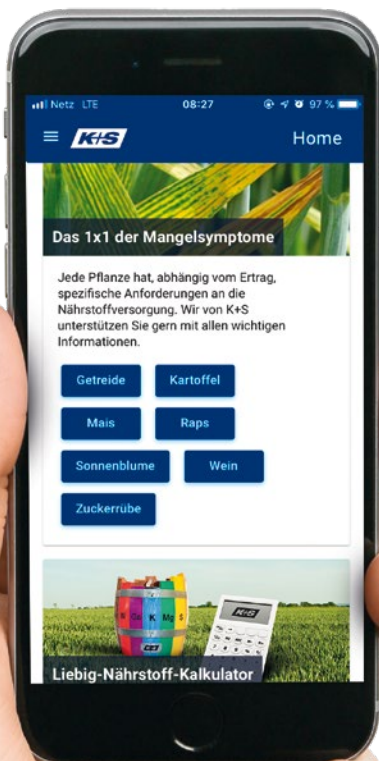 Netz LTE 08:27 97 %
K+S Home
Das 1x1 der Mangelsymptome
Jede Pflanze hat, abhängig vom Ertrag,
spezifische Anforderungen an die
Nährstoffversorgung. Wir von K+S
unterstützen Sie gern mit allen wichtigen
Informationen.
Getreide Kartoffel
Mais Raps
Sonnenblume Wein
Zuckerrübe
K Mg S
K+S
K+S
Liebig-Nährstoff-Kalkulator